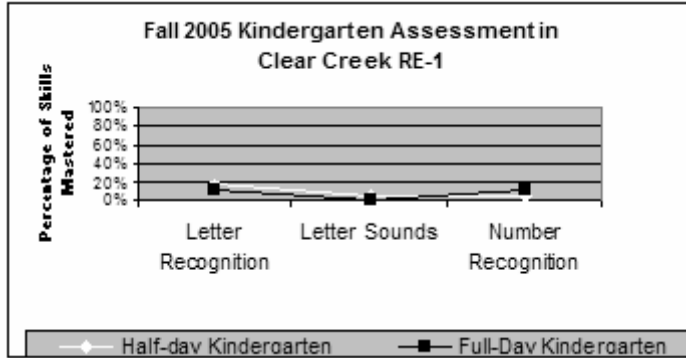 Fall 2005 Kindergarten Assessment in
Clear Creek RE-1
Percentage of Skills
Mastered
100%
80%
60%
40%
20%
0%
Letter
Recognition
Letter Sounds
Number
Recognition
Half-day Kindergarten
Full-Day Kindergarten